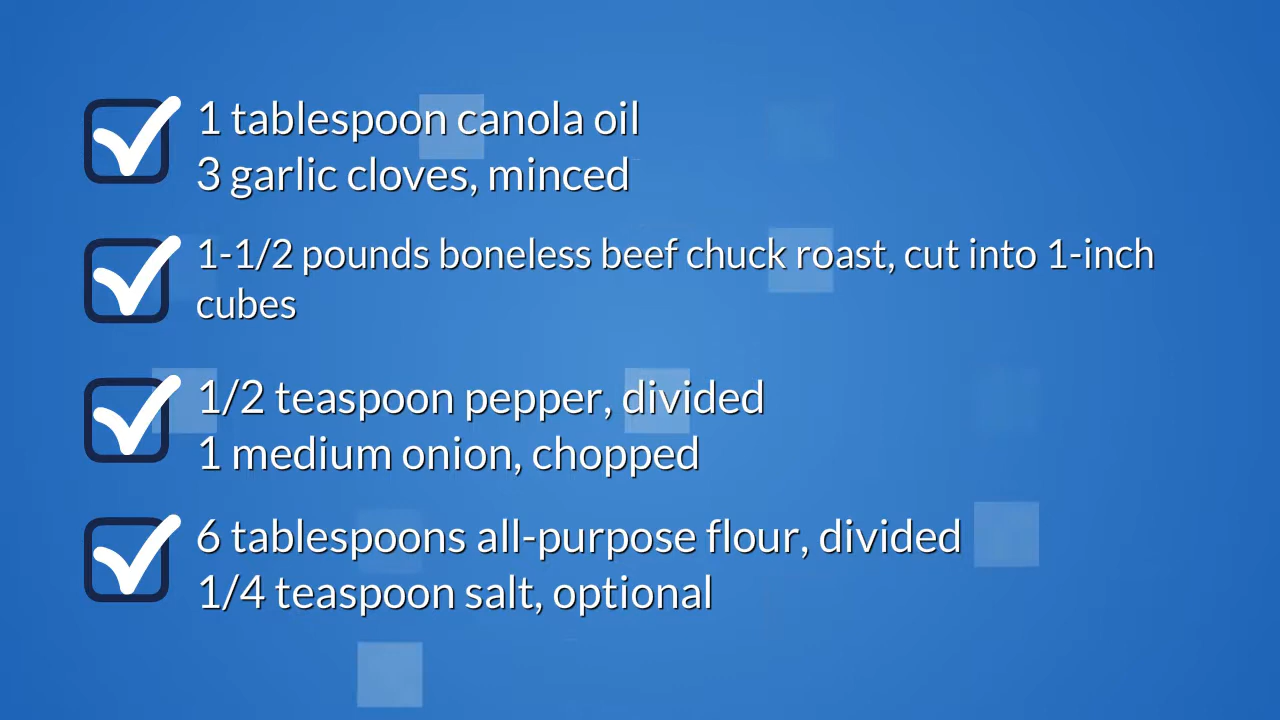 1 tablespoon canola oil
3 garlic cloves, minced
1-1/2 pounds boneless beef chuck roast, cut into 1-inch
cubes
1/2 teaspoon pepper, divided
1 medium onion, chopped
6 tablespoons all-purpose flour, divided
1/4 teaspoon salt, optional